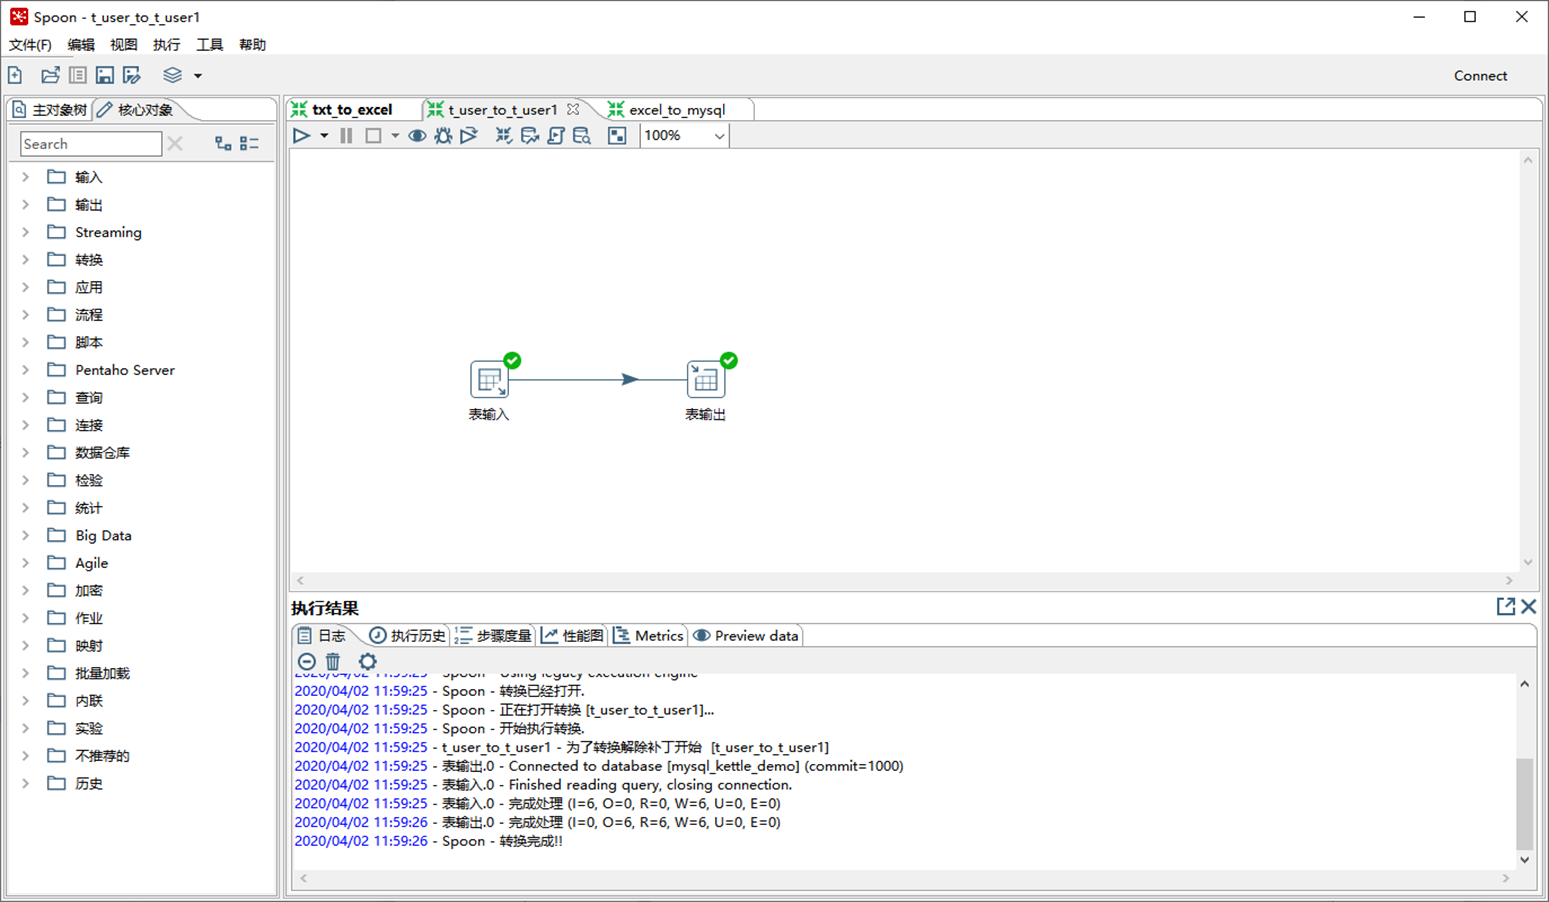 Spoon - t_user_to_t_user1
文件(F) 编辑 视图 执行 工具 帮助
Connect
主对象树 核心对象
txt_to_excel t_user_to_t_user1 excel_to_mysql
100%
Search
输入
输出
Streaming
转换
应用
流程
脚本
Pentaho Server
查询
连接
数据仓库
检验
统计
Big Data
Agile
加密
作业
映射
批量加载
内联
实验
不推荐的
历史
表输入 表输出
执行结果
日志 执行历史 步骤度量 性能图 Metrics Preview data
2020/04/02 11:59:25 - Spoon - Using legacy execution engine
2020/04/02 11:59:25 - Spoon - 转换已经打开.
2020/04/02 11:59:25 - Spoon - 正在打开转换 [t_user_to_t_user1]...
2020/04/02 11:59:25 - Spoon - 开始执行转换.
2020/04/02 11:59:25 - t_user_to_t_user1 - 为了转换解除补丁开始 [t_user_to_t_user1]
2020/04/02 11:59:25 - 表输出.0 - Connected to database [mysql_kettle_demo] (commit=1000)
2020/04/02 11:59:25 - 表输入.0 - Finished reading query, closing connection.
2020/04/02 11:59:25 - 表输入.0 - 完成处理 (I=6, O=0, R=0, W=6, U=0, E=0)
2020/04/02 11:59:26 - 表输出.0 - 完成处理 (I=0, O=6, R=6, W=6, U=0, E=0)
2020/04/02 11:59:26 - Spoon - 转换完成!!